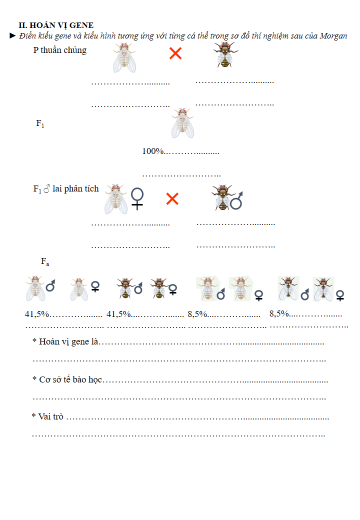 II. HOÁN VỊ GENE
► Điền kiểu gene và kiểu hình tương ứng với từng cá thể trong sơ đồ thí nghiệm sau của Morgan
P thuần chủng
........................... ...........................
........................... ...........................
F1
100%.......................
...........................
F1 ♂ lai phân tích ♀ ♂
........................... ...........................
........................... ...........................
Fa
♂ ♀ ♂ ♀ ♂ ♀ ♂ ♀
41,5%.................. 41,5%.................. 8,5%.................. 8,5%..................
........................... ........................... ........................... ...........................
* Hoán vị gene là...........................................................................
....................................................................................................
* Cơ sở tế bào học...........................................................................
....................................................................................................
* Vai trò ...........................................................................
....................................................................................................